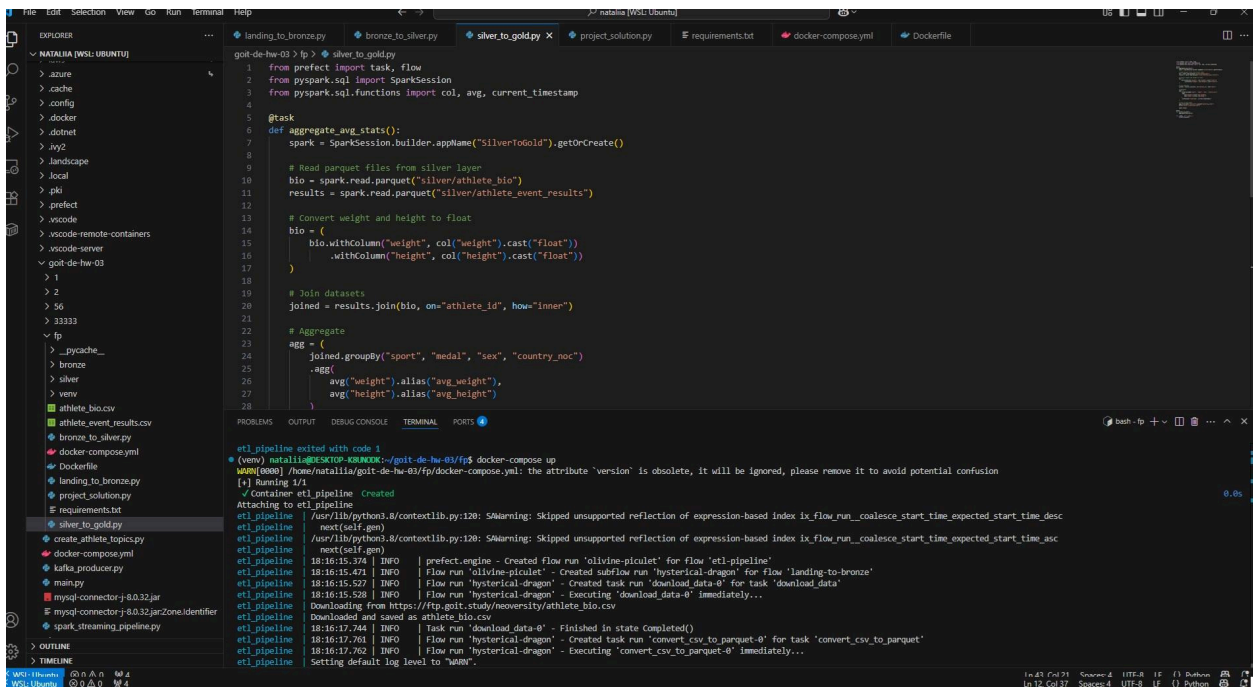 File Edit Selection View Go Run Terminal Help
nataliia [WSL: Ubuntu]
EXPLORER
NATALIIA [WSL: UBUNTU]
> .azure
> .cache
> .config
> .docker
> .dotnet
> .ivy2
> .landscape
> .local
> .pki
> .prefect
> .vscode
> .vscode-remote-containers
> .vscode-server
goit-de-hw-03
> 1
> 2
> 56
> 33333
fp
> __pycache__
> bronze
> silver
> venv
athlete_bio.csv
athlete_event_results.csv
bronze_to_silver.py
docker-compose.yml
Dockerfile
landing_to_bronze.py
project_solution.py
requirements.txt
silver_to_gold.py
create_athlete_topics.py
docker-compose.yml
kafka_producer.py
main.py
mysql-connector-j-8.0.32.jar
mysql-connector-j-8.0.32.jar:Zone.Identifier
spark_streaming_pipeline.py
> OUTLINE
> TIMELINE
landing_to_bronze.py bronze_to_silver.py silver_to_gold.py × project_solution.py requirements.txt docker-compose.yml Dockerfile
goit-de-hw-03 > fp > silver_to_gold.py
1 from prefect import task, flow
2 from pyspark.sql import SparkSession
3 from pyspark.sql.functions import col, avg, current_timestamp
4
5 @task
6 def aggregate_avg_stats():
7 spark = SparkSession.builder.appName("SilverToGold").getOrCreate()
8
9 # Read parquet files from silver layer
10 bio = spark.read.parquet("silver/athlete_bio")
11 results = spark.read.parquet("silver/athlete_event_results")
12
13 # Convert weight and height to float
14 bio = (
15 bio.withColumn("weight", col("weight").cast("float"))
16 .withColumn("height", col("height").cast("float"))
17 )
18
19 # Join datasets
20 joined = results.join(bio, on="athlete_id", how="inner")
21
22 # Aggregate
23 agg = (
24 joined.groupBy("sport", "medal", "sex", "country_noc")
25 .agg(
26 avg("weight").alias("avg_weight"),
27 avg("height").alias("avg_height")
28 )
PROBLEMS OUTPUT DEBUG CONSOLE TERMINAL PORTS 4
bash - fp
etl_pipeline exited with code 1
(venv) nataliia@DESKTOP-K8UNODK:~/goit-de-hw-03/fp$ docker-compose up
WARN[0000] /home/nataliia/goit-de-hw-03/fp/docker-compose.yml: the attribute `version` is obsolete, it will be ignored, please remove it to avoid potential confusion
[+] Running 1/1
✓ Container etl_pipeline Created 0.0s
Attaching to etl_pipeline
etl_pipeline | /usr/lib/python3.8/contextlib.py:120: SAWarning: Skipped unsupported reflection of expression-based index ix_flow_run__coalesce_start_time_expected_start_time_desc
etl_pipeline | next(self.gen)
etl_pipeline | /usr/lib/python3.8/contextlib.py:120: SAWarning: Skipped unsupported reflection of expression-based index ix_flow_run__coalesce_start_time_expected_start_time_asc
etl_pipeline | next(self.gen)
etl_pipeline | 18:16:15.374 | INFO | prefect.engine - Created flow run 'olivine-piculet' for flow 'etl-pipeline'
etl_pipeline | 18:16:15.471 | INFO | Flow run 'olivine-piculet' - Created subflow run 'hysterical-dragon' for flow 'landing-to-bronze'
etl_pipeline | 18:16:15.527 | INFO | Flow run 'hysterical-dragon' - Created task run 'download_data-0' for task 'download_data'
etl_pipeline | 18:16:15.528 | INFO | Flow run 'hysterical-dragon' - Executing 'download_data-0' immediately...
etl_pipeline | Downloading from https://ftp.goit.study/neoversity/athlete_bio.csv
etl_pipeline | Downloaded and saved as athlete_bio.csv
etl_pipeline | 18:16:17.744 | INFO | Task run 'download_data-0' - Finished in state Completed()
etl_pipeline | 18:16:17.761 | INFO | Flow run 'hysterical-dragon' - Created task run 'convert_csv_to_parquet-0' for task 'convert_csv_to_parquet'
etl_pipeline | 18:16:17.762 | INFO | Flow run 'hysterical-dragon' - Executing 'convert_csv_to_parquet-0' immediately...
etl_pipeline | Setting default log level to "WARN".
WSL: Ubuntu 0 0 4
WSL: Ubuntu 0 0 4 Ln 12, Col 37 Spaces: 4 UTF-8 LF {} Python